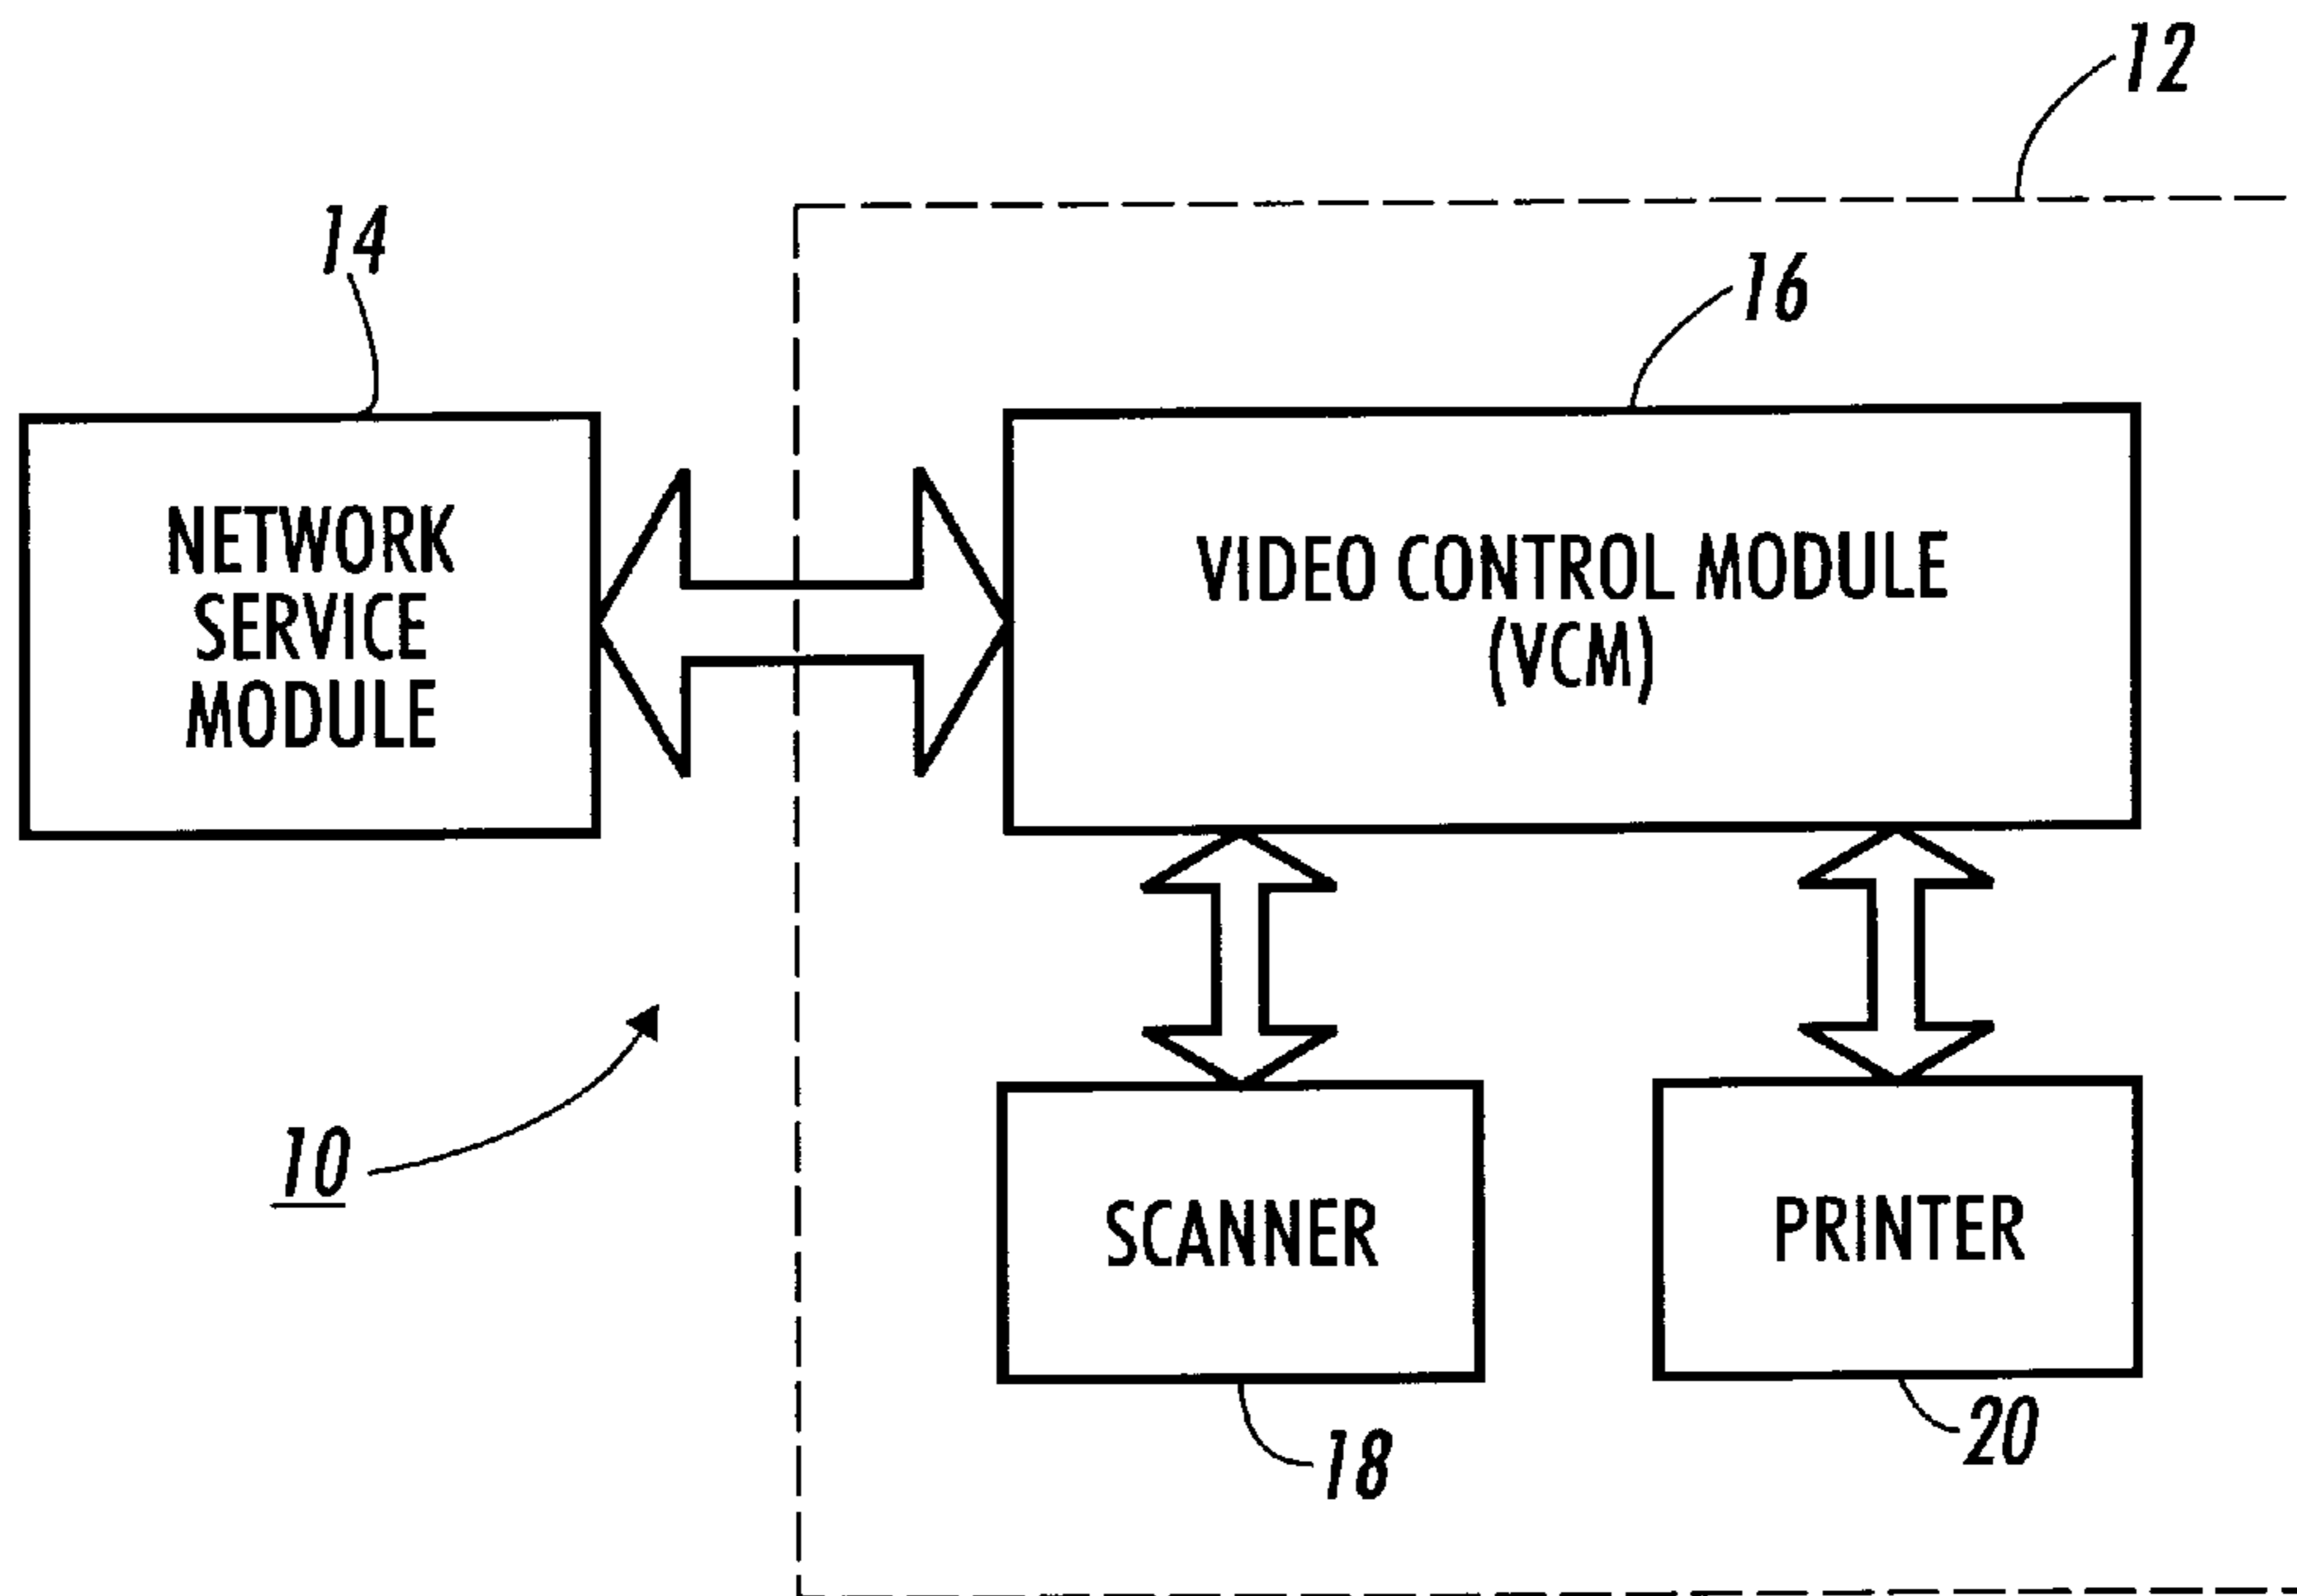 12
14
16
NETWORK
SERVICE
MODULE
VIDEO CONTROL MODULE
(VCM)
10
SCANNER
PRINTER
18
20